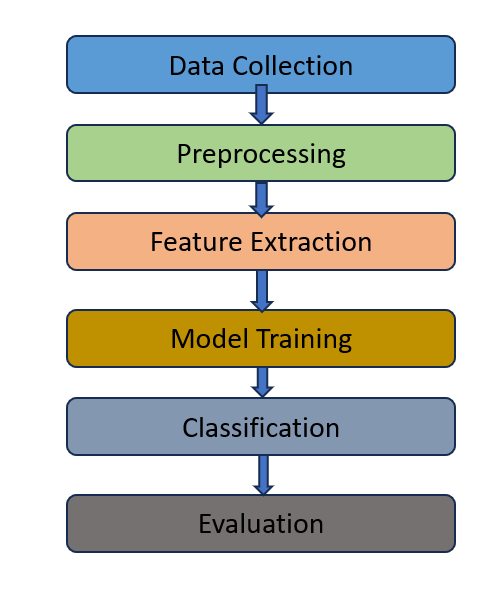 Data Collection
Preprocessing
Feature Extraction
Model Training
Classification
Evaluation